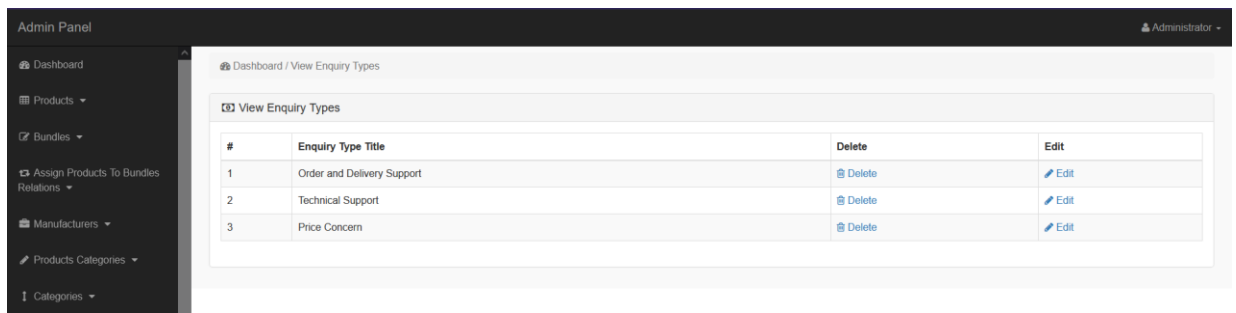 Admin Panel
Administrator
Dashboard
Products
Bundles
Assign Products To Bundles
Relations
Manufacturers
Products Categories
Categories
Dashboard / View Enquiry Types
View Enquiry Types
# Enquiry Type Title Delete Edit
1 Order and Delivery Support Delete Edit
2 Technical Support Delete Edit
3 Price Concern Delete Edit